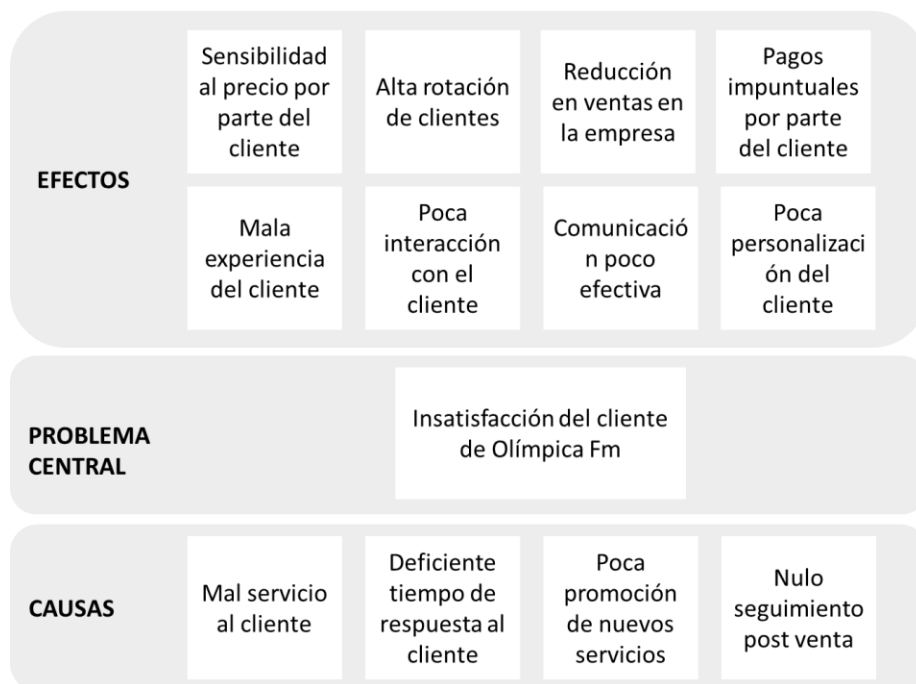 Sensibilidad
al precio por
parte del
cliente
Alta rotación
de clientes
Reducción
en ventas en
la empresa
Pagos
impuntuales
por parte
del cliente
EFECTOS
Mala
experiencia
del cliente
Poca
interacción
con el
cliente
Comunicació
n poco
efectiva
Poca
personalizaci
ón del
cliente
PROBLEMA
CENTRAL
Insatisfacción del cliente
de Olímpica Fm
CAUSAS
Mal servicio
al cliente
Deficiente
tiempo de
respuesta al
cliente
Poca
promoción
de nuevos
servicios
Nulo
seguimiento
post venta